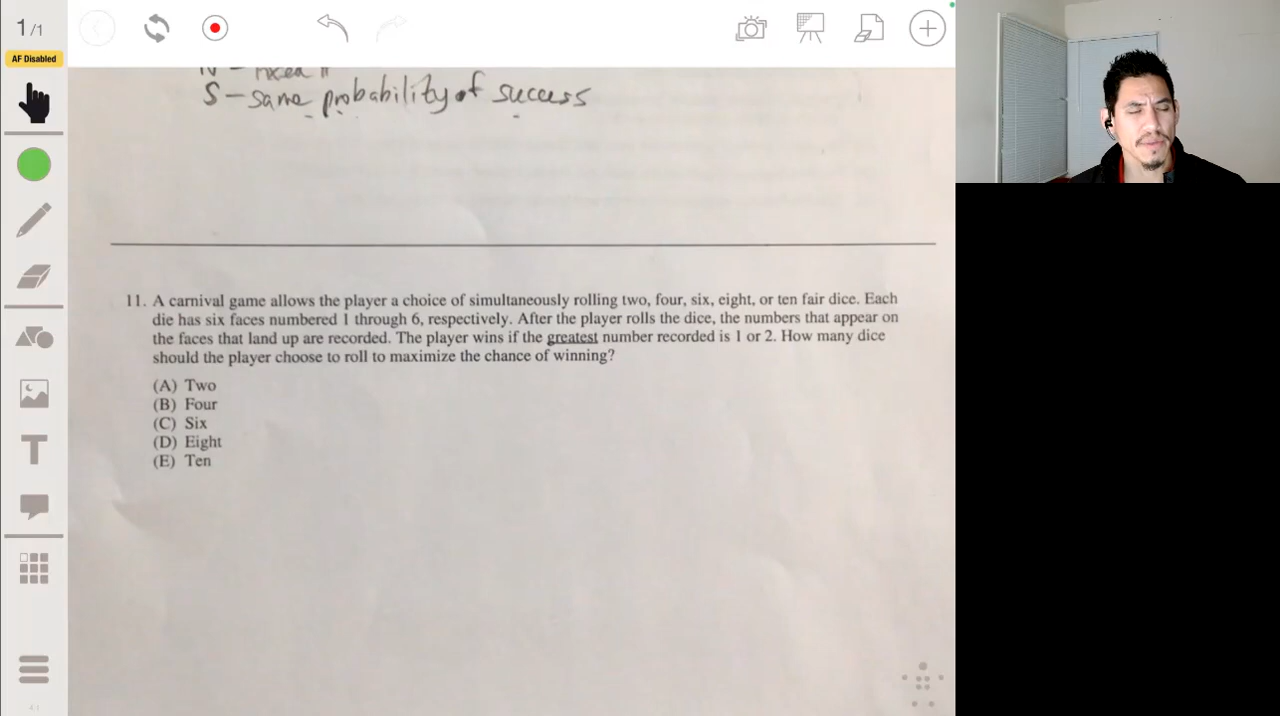 1/1
AF Disabled
S - same probability of success
11. A carnival game allows the player a choice of simultaneously rolling two, four, six, eight, or ten fair dice. Each
die has six faces numbered 1 through 6, respectively. After the player rolls the dice, the numbers that appear on
the faces that land up are recorded. The player wins if the greatest number recorded is 1 or 2. How many dice
should the player choose to roll to maximize the chance of winning?
(A) Two
(B) Four
(C) Six
(D) Eight
(E) Ten
T